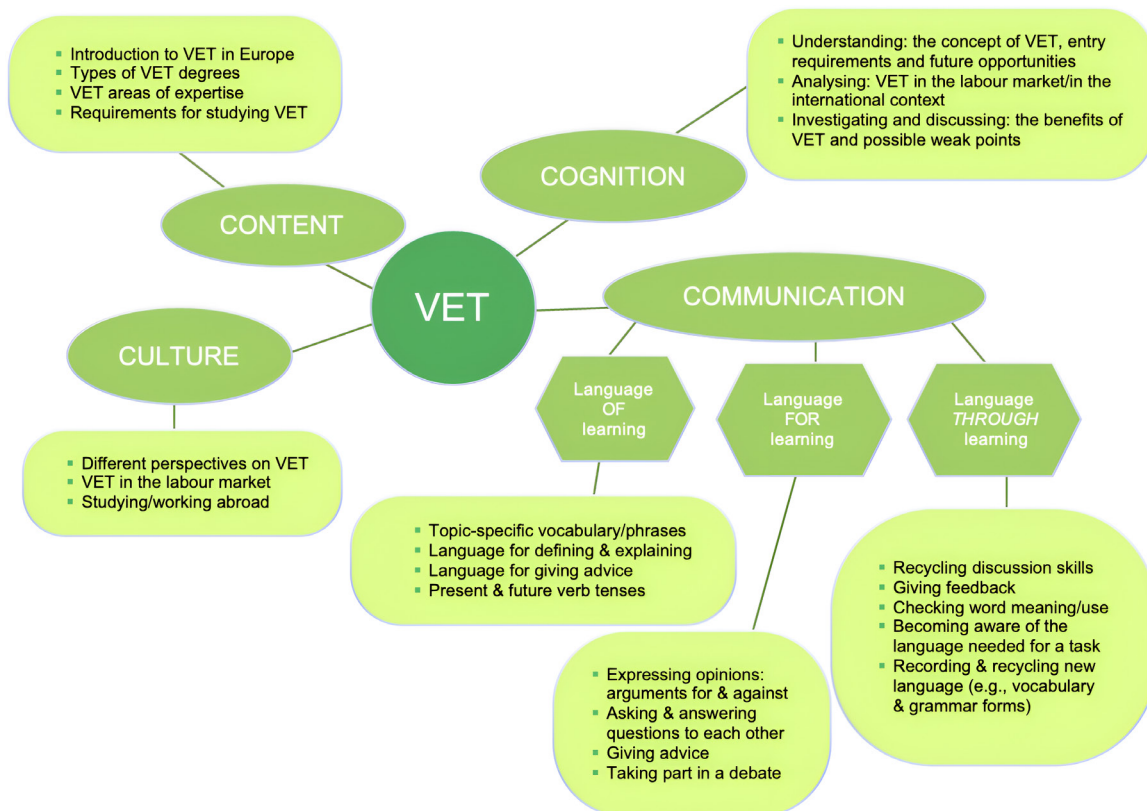 ▪ Introduction to VET in Europe
▪ Types of VET degrees
▪ VET areas of expertise
▪ Requirements for studying VET
▪ Understanding: the concept of VET, entry
requirements and future opportunities
▪ Analysing: VET in the labour market/in the
international context
▪ Investigating and discussing: the benefits of
VET and possible weak points
COGNITION
CONTENT
VET
COMMUNICATION
CULTURE
Language
OF
learning
Language
FOR
learning
Language
THROUGH
learning
▪ Different perspectives on VET
▪ VET in the labour market
▪ Studying/working abroad
▪ Topic-specific vocabulary/phrases
▪ Language for defining & explaining
▪ Language for giving advice
▪ Present & future verb tenses
▪ Recycling discussion skills
▪ Giving feedback
▪ Checking word meaning/use
▪ Becoming aware of the
language needed for a task
▪ Recording & recycling new
language (e.g., vocabulary
& grammar forms)
▪ Expressing opinions:
arguments for & against
▪ Asking & answering
questions to each other
▪ Giving advice
▪ Taking part in a debate